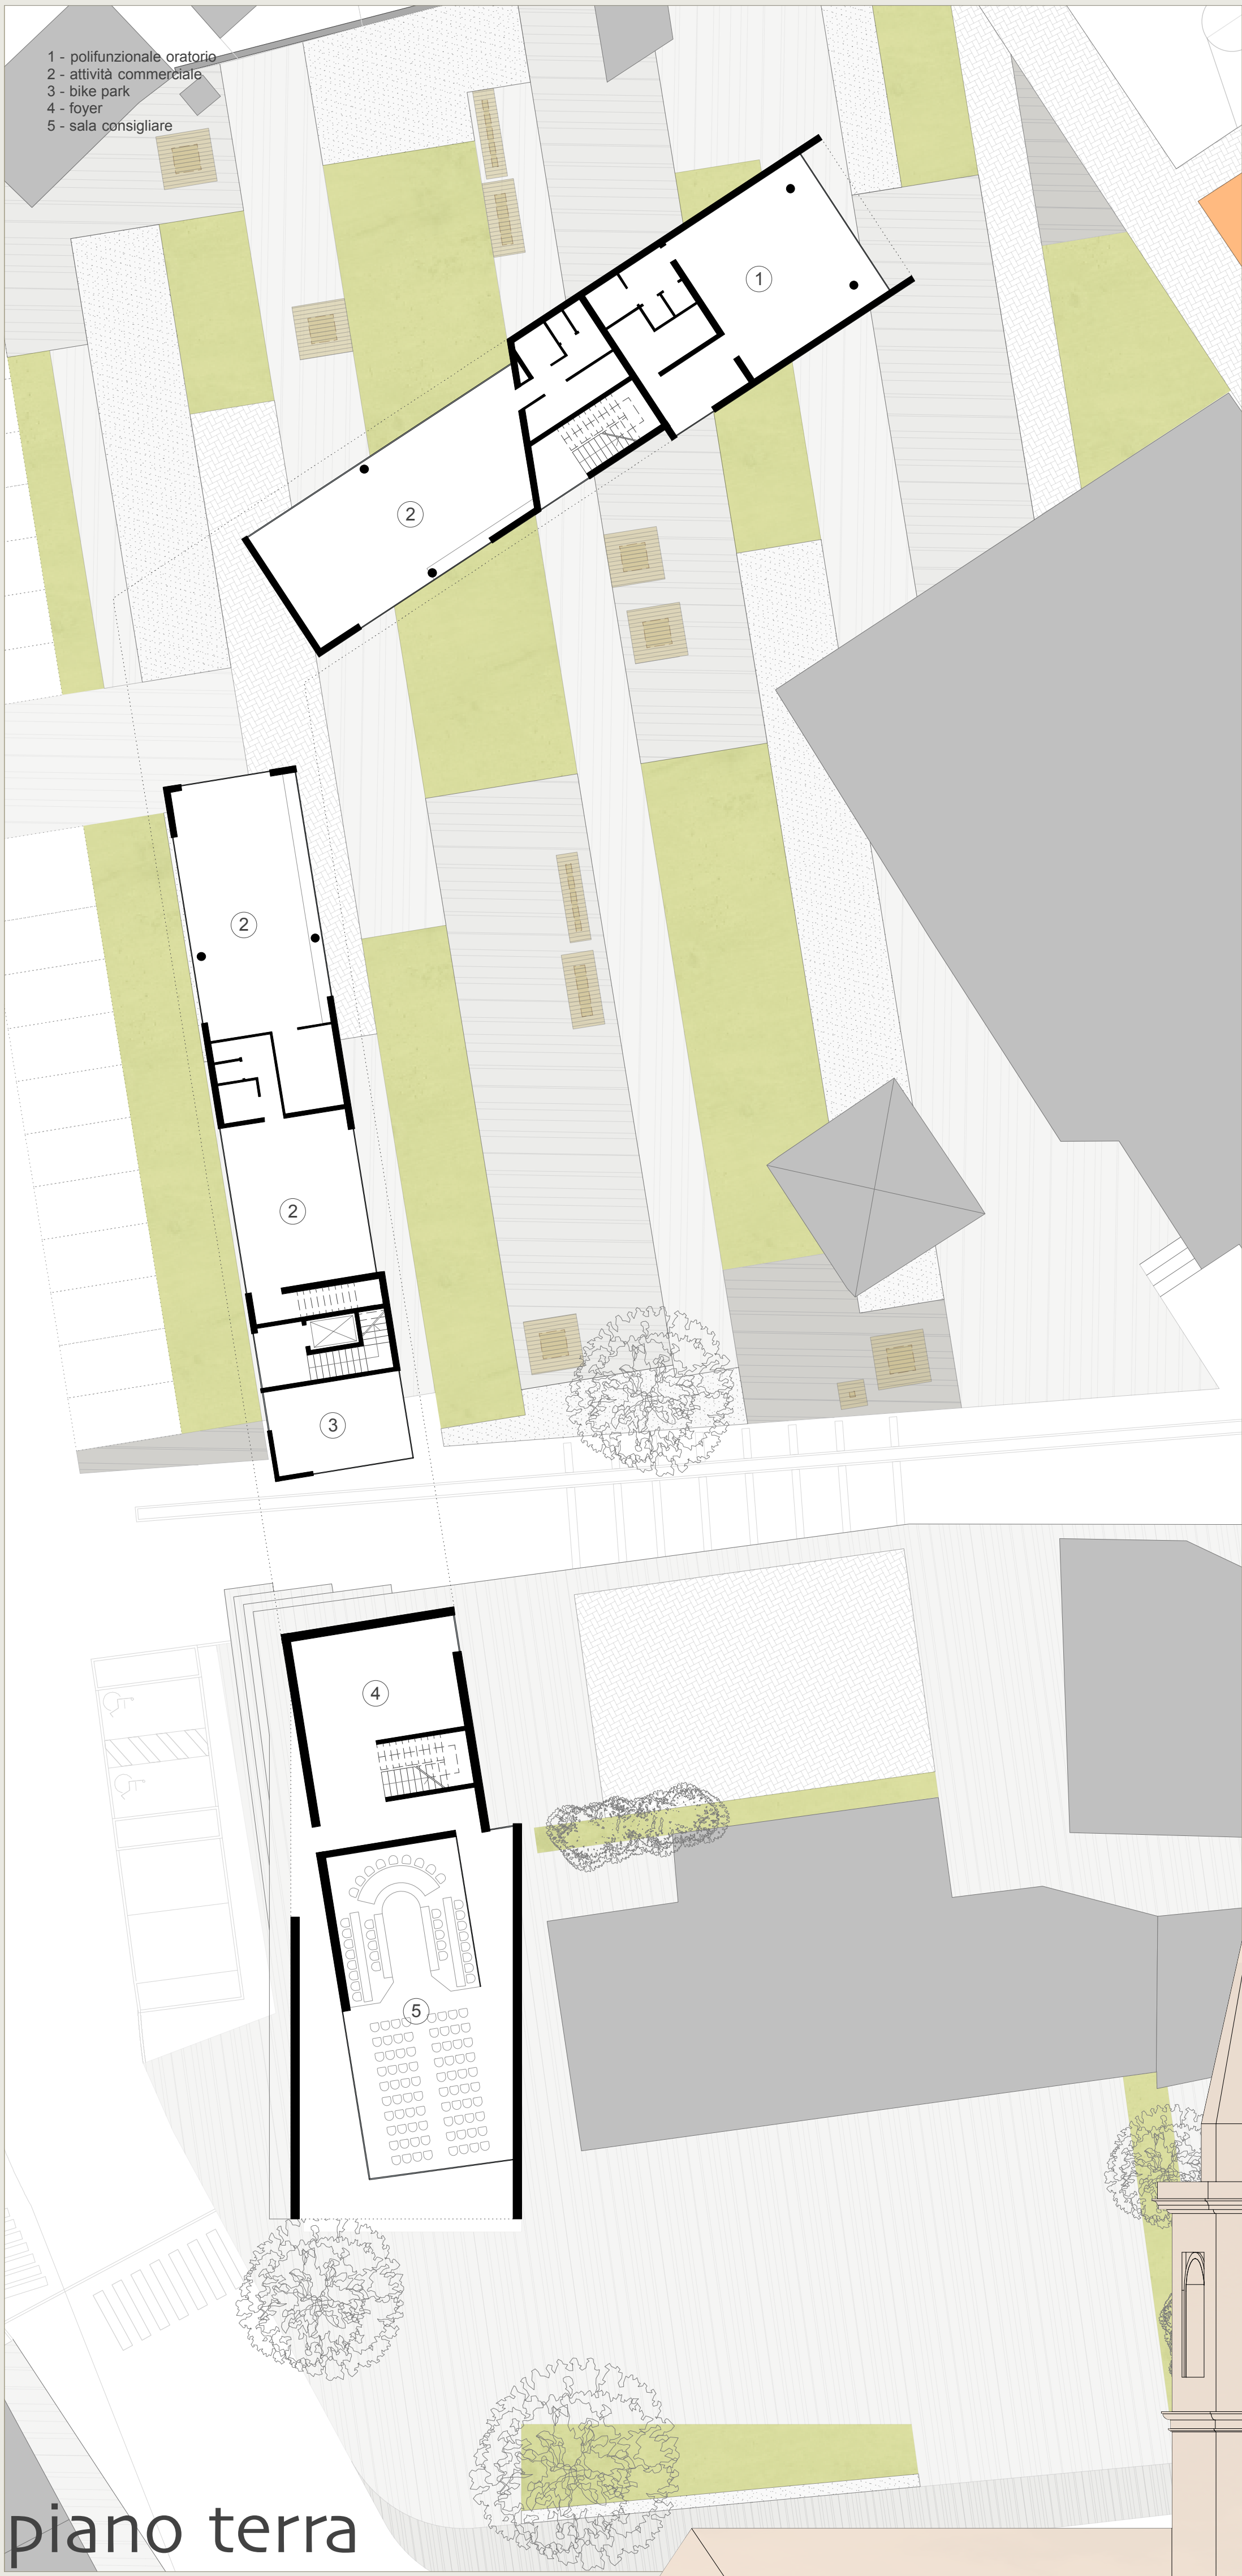 1 - polifunzionale oratorio
2 - attività commerciale
3 - bike park
4 - foyer
5 - sala consigliare
1
2
2
2
3
4
5
piano terra